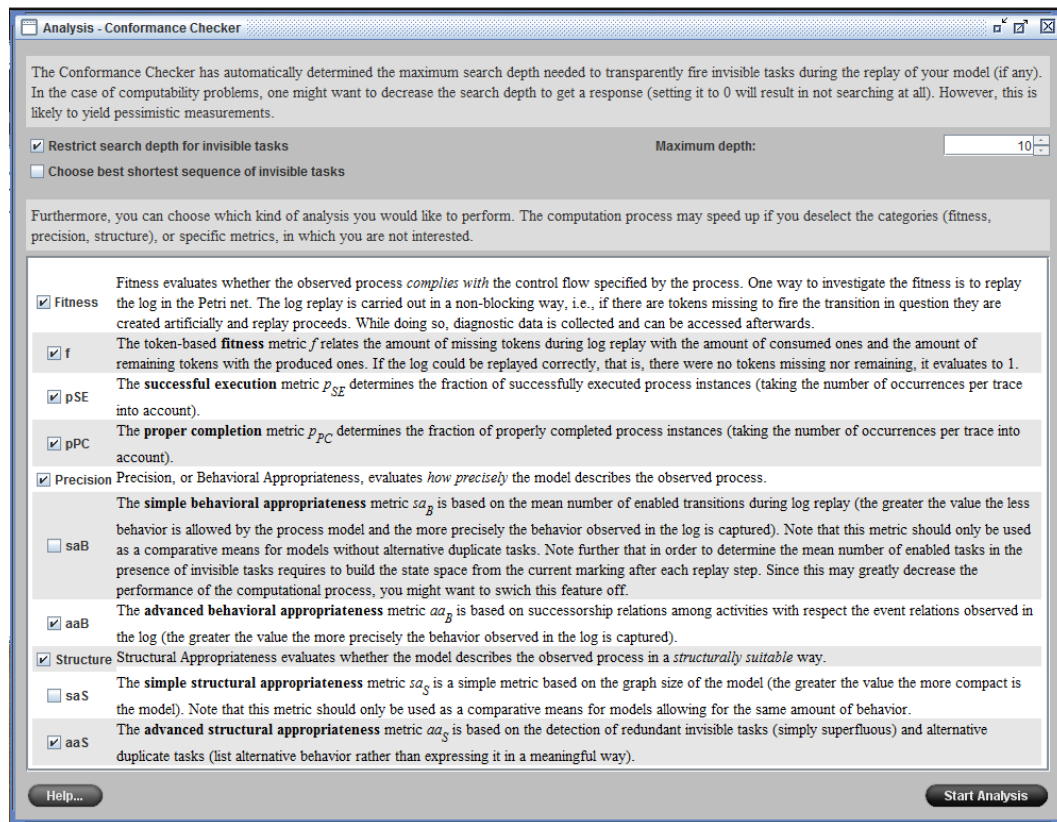 Analysis - Conformance Checker
The Conformance Checker has automatically determined the maximum search depth needed to transparently fire invisible tasks during the replay of your model (if any).
In the case of computability problems, one might want to decrease the search depth to get a response (setting it to 0 will result in not searching at all). However, this is
likely to yield pessimistic measurements.
Restrict search depth for invisible tasks
Maximum depth:
10
Choose best shortest sequence of invisible tasks
Furthermore, you can choose which kind of analysis you would like to perform. The computation process may speed up if you deselect the categories (fitness,
precision, structure), or specific metrics, in which you are not interested.
Fitness
Fitness evaluates whether the observed process complies with the control flow specified by the process. One way to investigate the fitness is to replay
the log in the Petri net. The log replay is carried out in a non-blocking way, i.e., if there are tokens missing to fire the transition in question they are
created artificially and replay proceeds. While doing so, diagnostic data is collected and can be accessed afterwards.
f
The token-based fitness metric f relates the amount of missing tokens during log replay with the amount of consumed ones and the amount of
remaining tokens with the produced ones. If the log could be replayed correctly, that is, there were no tokens missing nor remaining, it evaluates to 1.
pSE
The successful execution metric pSE determines the fraction of successfully executed process instances (taking the number of occurrences per trace
into account).
pPC
The proper completion metric pPC determines the fraction of properly completed process instances (taking the number of occurrences per trace into
account).
Precision
Precision, or Behavioral Appropriateness, evaluates how precisely the model describes the observed process.
saB
The simple behavioral appropriateness metric saB is based on the mean number of enabled transitions during log replay (the greater the value the less
behavior is allowed by the process model and the more precisely the behavior observed in the log is captured). Note that this metric should only be used
as a comparative means for models without alternative duplicate tasks. Note further that in order to determine the mean number of enabled tasks in the
presence of invisible tasks requires to build the state space from the current marking after each replay step. Since this may greatly decrease the
performance of the computational process, you might want to swich this feature off.
aaB
The advanced behavioral appropriateness metric aaB is based on successorship relations among activities with respect the event relations observed in
the log (the greater the value the more precisely the behavior observed in the log is captured).
Structure
Structural Appropriateness evaluates whether the model describes the observed process in a structurally suitable way.
saS
The simple structural appropriateness metric saS is a simple metric based on the graph size of the model (the greater the value the more compact is
the model). Note that this metric should only be used as a comparative means for models allowing for the same amount of behavior.
aaS
The advanced structural appropriateness metric aaS is based on the detection of redundant invisible tasks (simply superfluous) and alternative
duplicate tasks (list alternative behavior rather than expressing it in a meaningful way).
Help...
Start Analysis